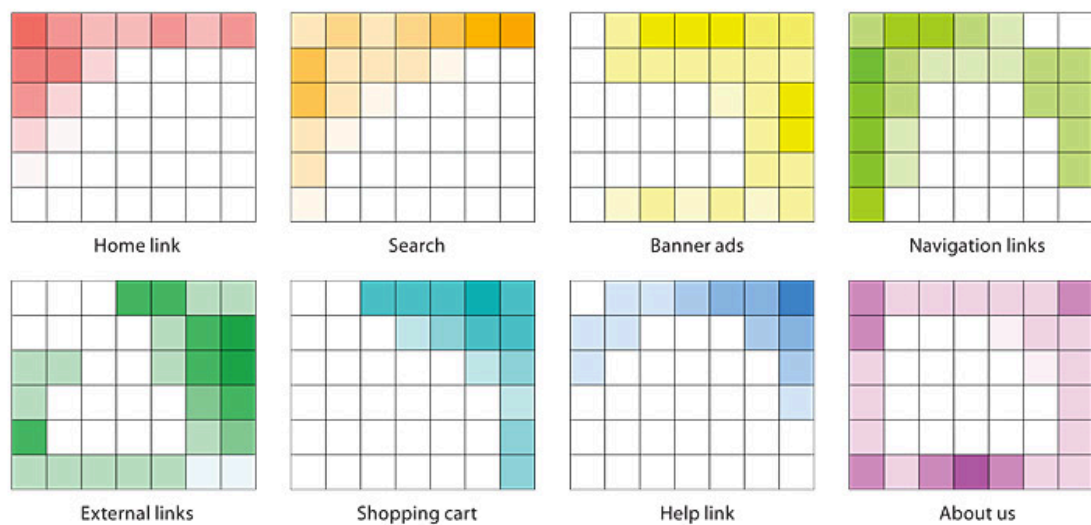 Home link
Search
Banner ads
Navigation links
External links
Shopping cart
Help link
About us